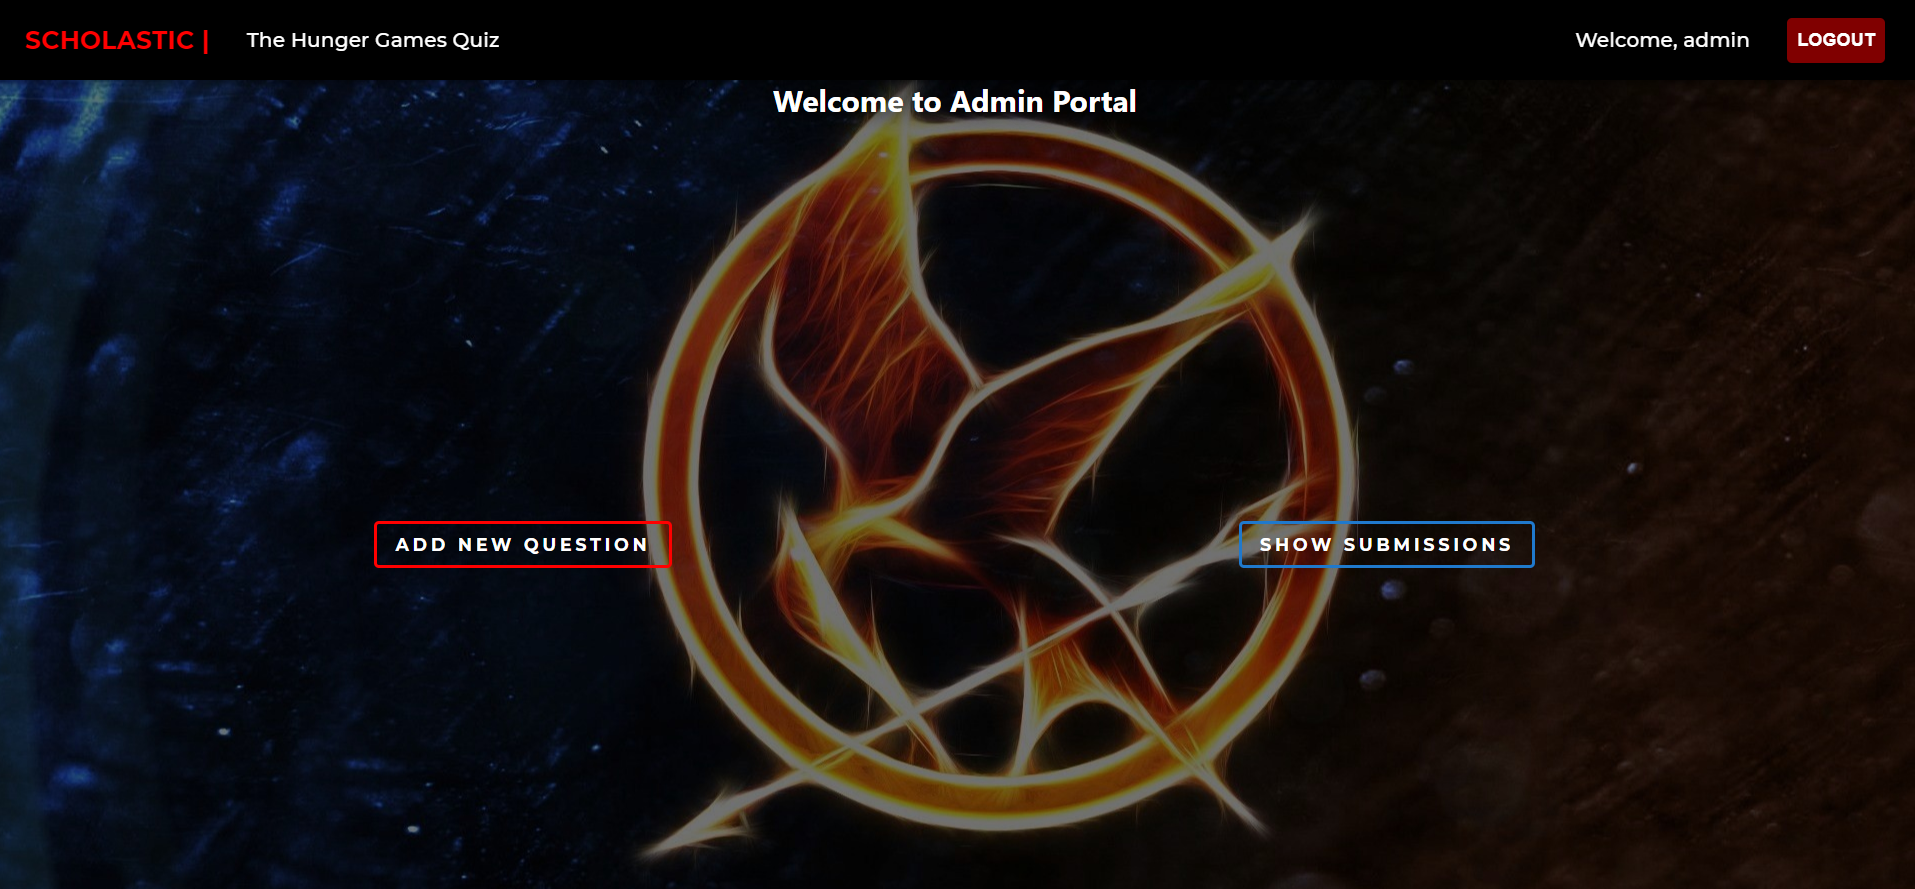 SCHOLASTIC | The Hunger Games Quiz Welcome, admin LOGOUT
Welcome to Admin Portal
ADD NEW QUESTION SHOW SUBMISSIONS